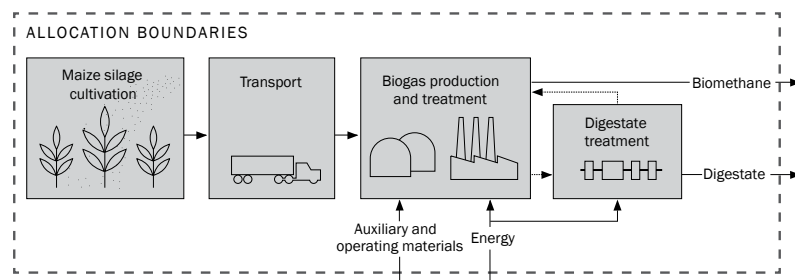 ALLOCATION BOUNDARIES
Maize silage
cultivation
Transport
Biogas production
and treatment
Biomethane
Digestate
treatment
Digestate
Auxiliary and
operating materials
Energy